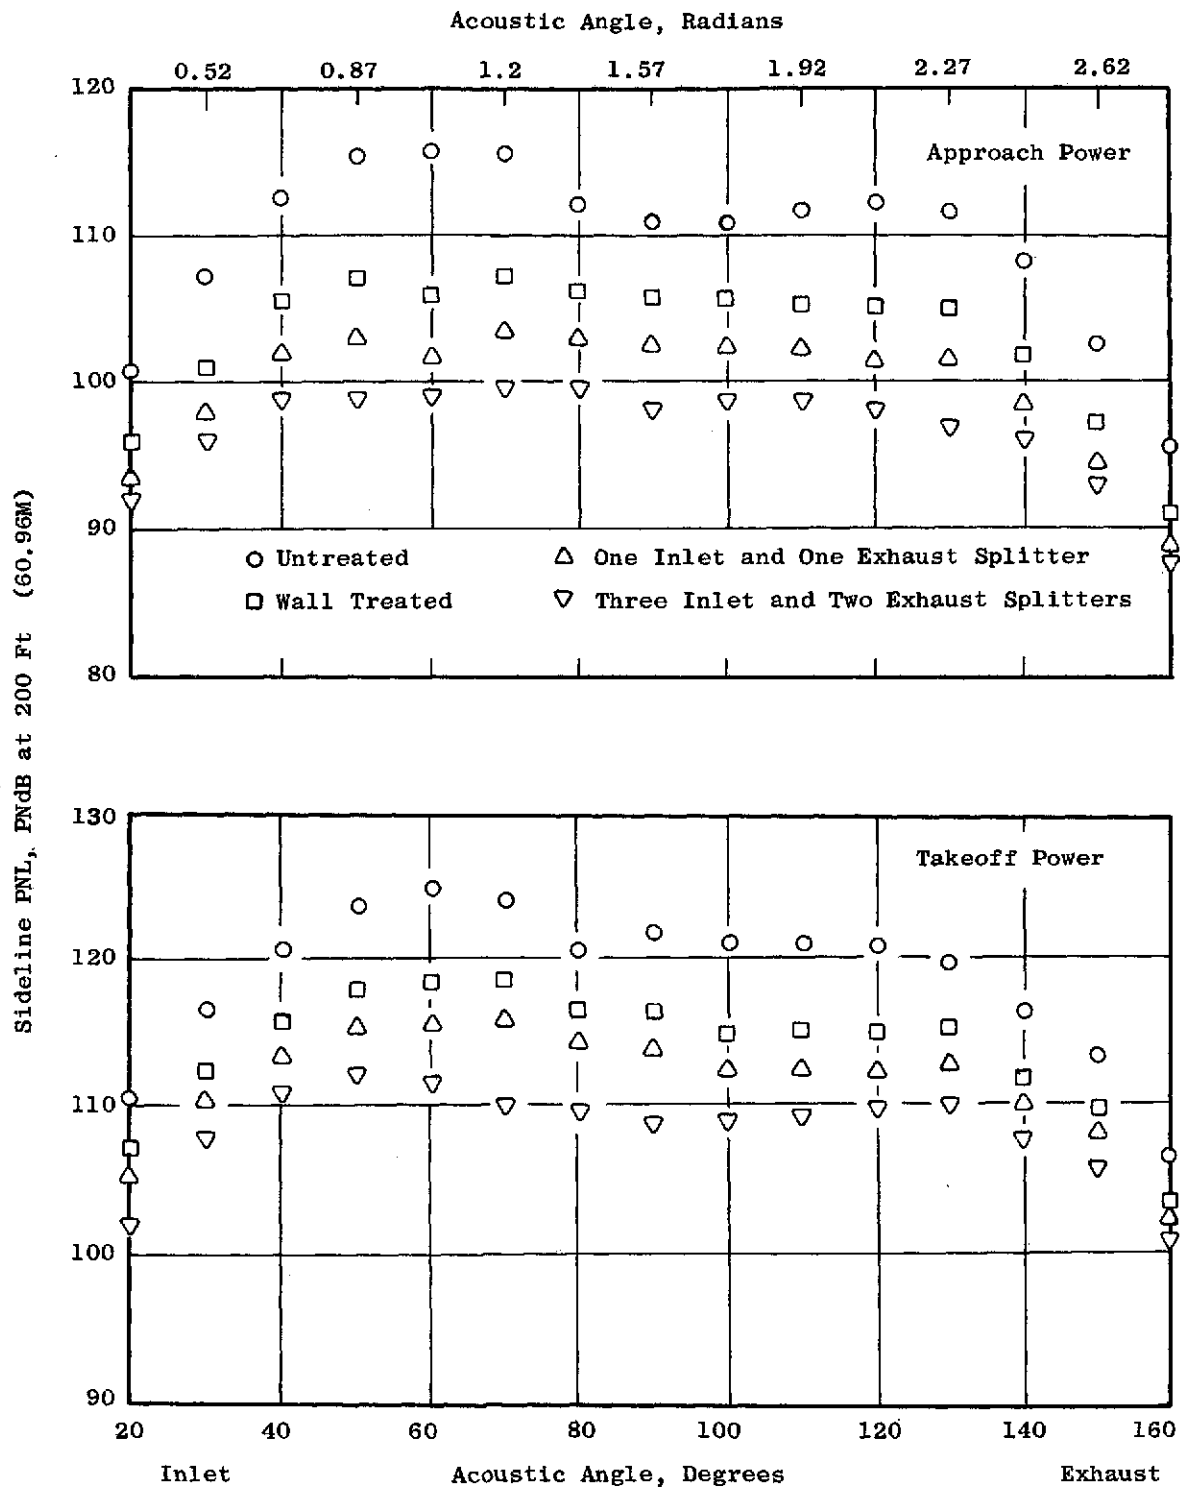 Acoustic Angle, Radians
0.52 0.87 1.2 1.57 1.92 2.27 2.62
120
Approach Power
110
100
90
Untreated
One Inlet and One Exhaust Splitter
Wall Treated
Three Inlet and Two Exhaust Splitters
80
Sideline PNL, PNdB at 200 Ft (60.96M)
130
Takeoff Power
120
110
100
90
20 40 60 80 100 120 140 160
Inlet Acoustic Angle, Degrees Exhaust